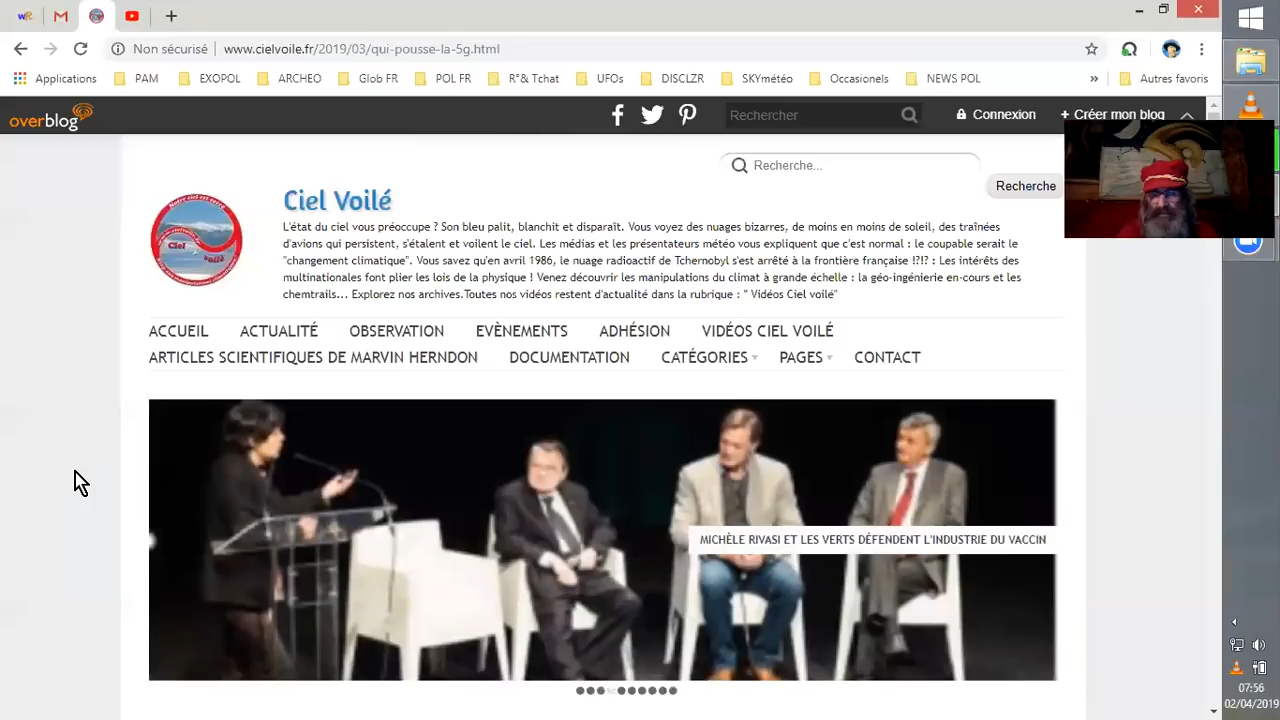 Non sécurisé
www.cielvoile.fr/2019/03/qui-pousse-la-5g.html
Applications
PAM
EXOPOL
ARCHEO
Glob FR
POL FR
R°& Tchat
UFOs
DISCLZR
SKYmétéo
Occasionels
NEWS POL
»
Autres favoris
overblog
Rechercher
Connexion
+ Créer mon blog
Recherche...
Recherche
Ciel Voilé
L'état du ciel vous préoccupe ? Son bleu palit, blanchit et disparaît. Vous voyez des nuages bizarres, de moins en moins de soleil, des traînées
d'avions qui persistent, s'étalent et voilent le ciel. Les médias et les présentateurs météo vous expliquent que c'est normal : le coupable serait le
"changement climatique". Vous savez qu'en avril 1986, le nuage radioactif de Tchernobyl s'est arrêté à la frontière française !?!? : Les intérêts des
multinationales font plier les lois de la physique ! Venez découvrir les manipulations du climat à grande échelle : la géo-ingénierie en-cours et les
chemtrails... Explorez nos archives.Toutes nos vidéos restent d'actualité dans la rubrique : " Vidéos Ciel voilé"
ACCUEIL
ACTUALITÉ
OBSERVATION
EVÈNEMENTS
ADHÉSION
VIDÉOS CIEL VOILÉ
ARTICLES SCIENTIFIQUES DE MARVIN HERNDON
DOCUMENTATION
CATÉGORIES
PAGES
CONTACT
MICHÈLE RIVASI ET LES VERTS DÉFENDENT L'INDUSTRIE DU VACCIN
07:56
02/04/2019